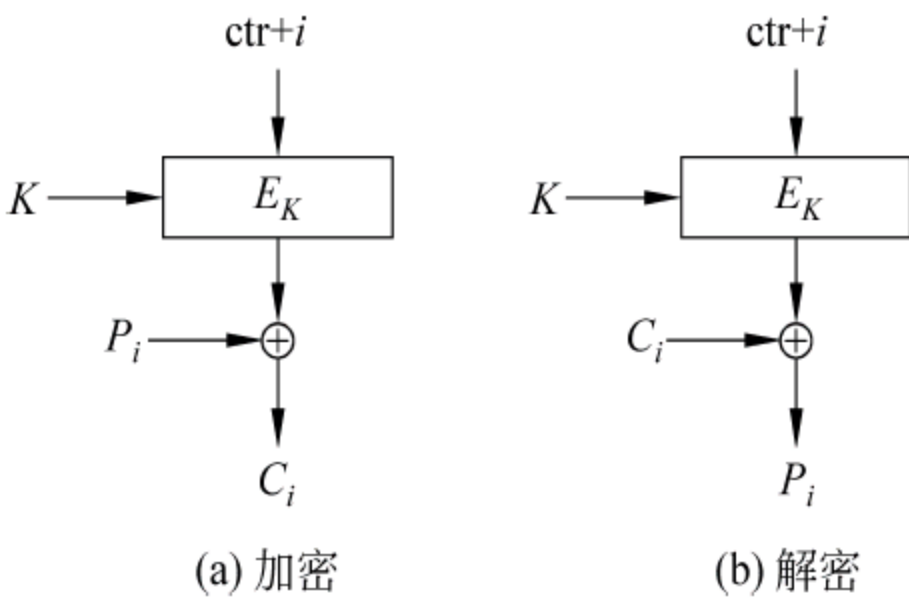 ctr+i ctr+i
K E_K K E_K
P_i C_i
C_i P_i
(a) 加密 (b) 解密